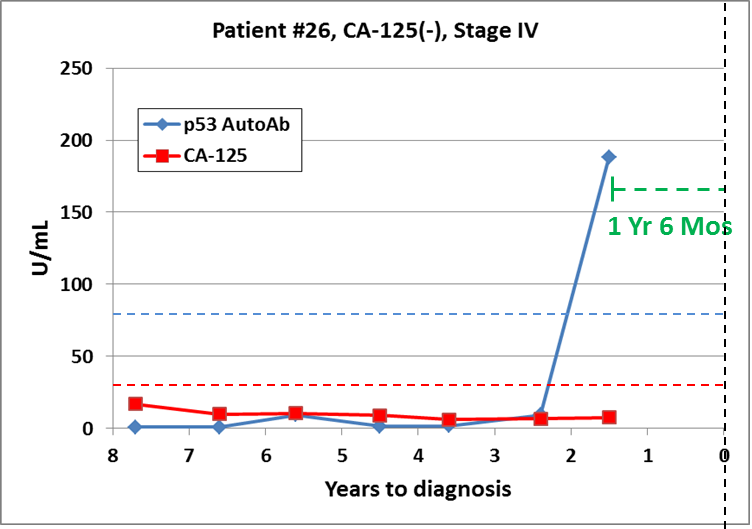 Patient #26, CA-125(-), Stage IV
250
200
150
100
50
0
U/mL
p53 AutoAb
CA-125
1 Yr 6 Mos
8 7 6 5 4 3 2 1 0
Years to diagnosis